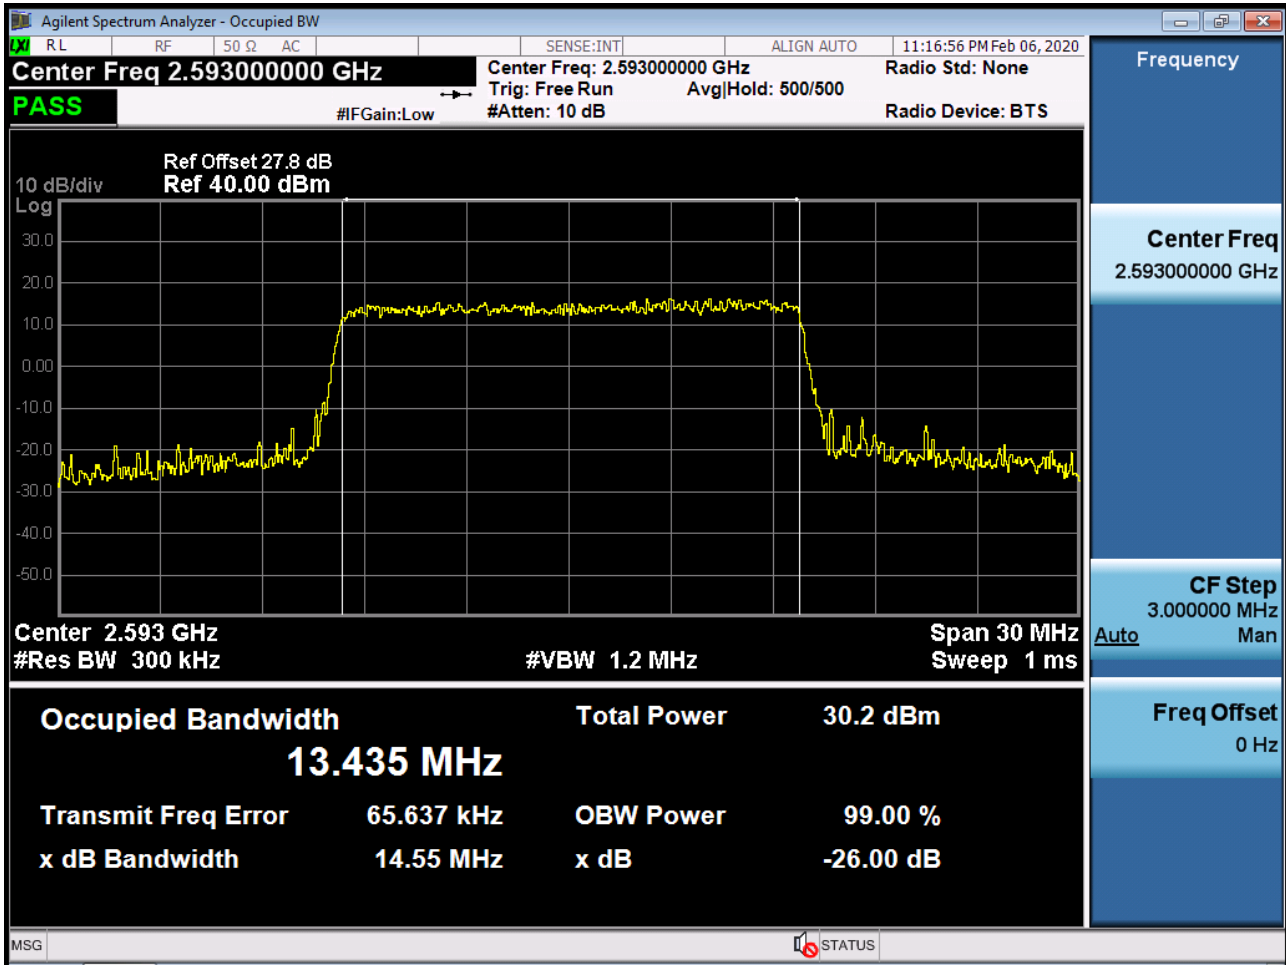 Agilent Spectrum Analyzer - Occupied BW
LXI RL RF 50 Ω AC SENSE:INT ALIGN AUTO 11:16:56 PM Feb 06, 2020
Center Freq 2.593000000 GHz
Center Freq: 2.593000000 GHz Radio Std: None
Trig: Free Run Avg|Hold: 500/500
PASS
#IFGain:Low #Atten: 10 dB Radio Device: BTS
Ref Offset 27.8 dB
10 dB/div Ref 40.00 dBm
Log
30.0
20.0
10.0
0.00
-10.0
-20.0
-30.0
-40.0
-50.0
Center 2.593 GHz Span 30 MHz
#Res BW 300 kHz #VBW 1.2 MHz Sweep 1 ms
Occupied Bandwidth Total Power 30.2 dBm
13.435 MHz
Transmit Freq Error 65.637 kHz OBW Power 99.00 %
x dB Bandwidth 14.55 MHz x dB -26.00 dB
MSG STATUS
Frequency
Center Freq
2.593000000 GHz
CF Step
3.000000 MHz
Auto Man
Freq Offset
0 Hz